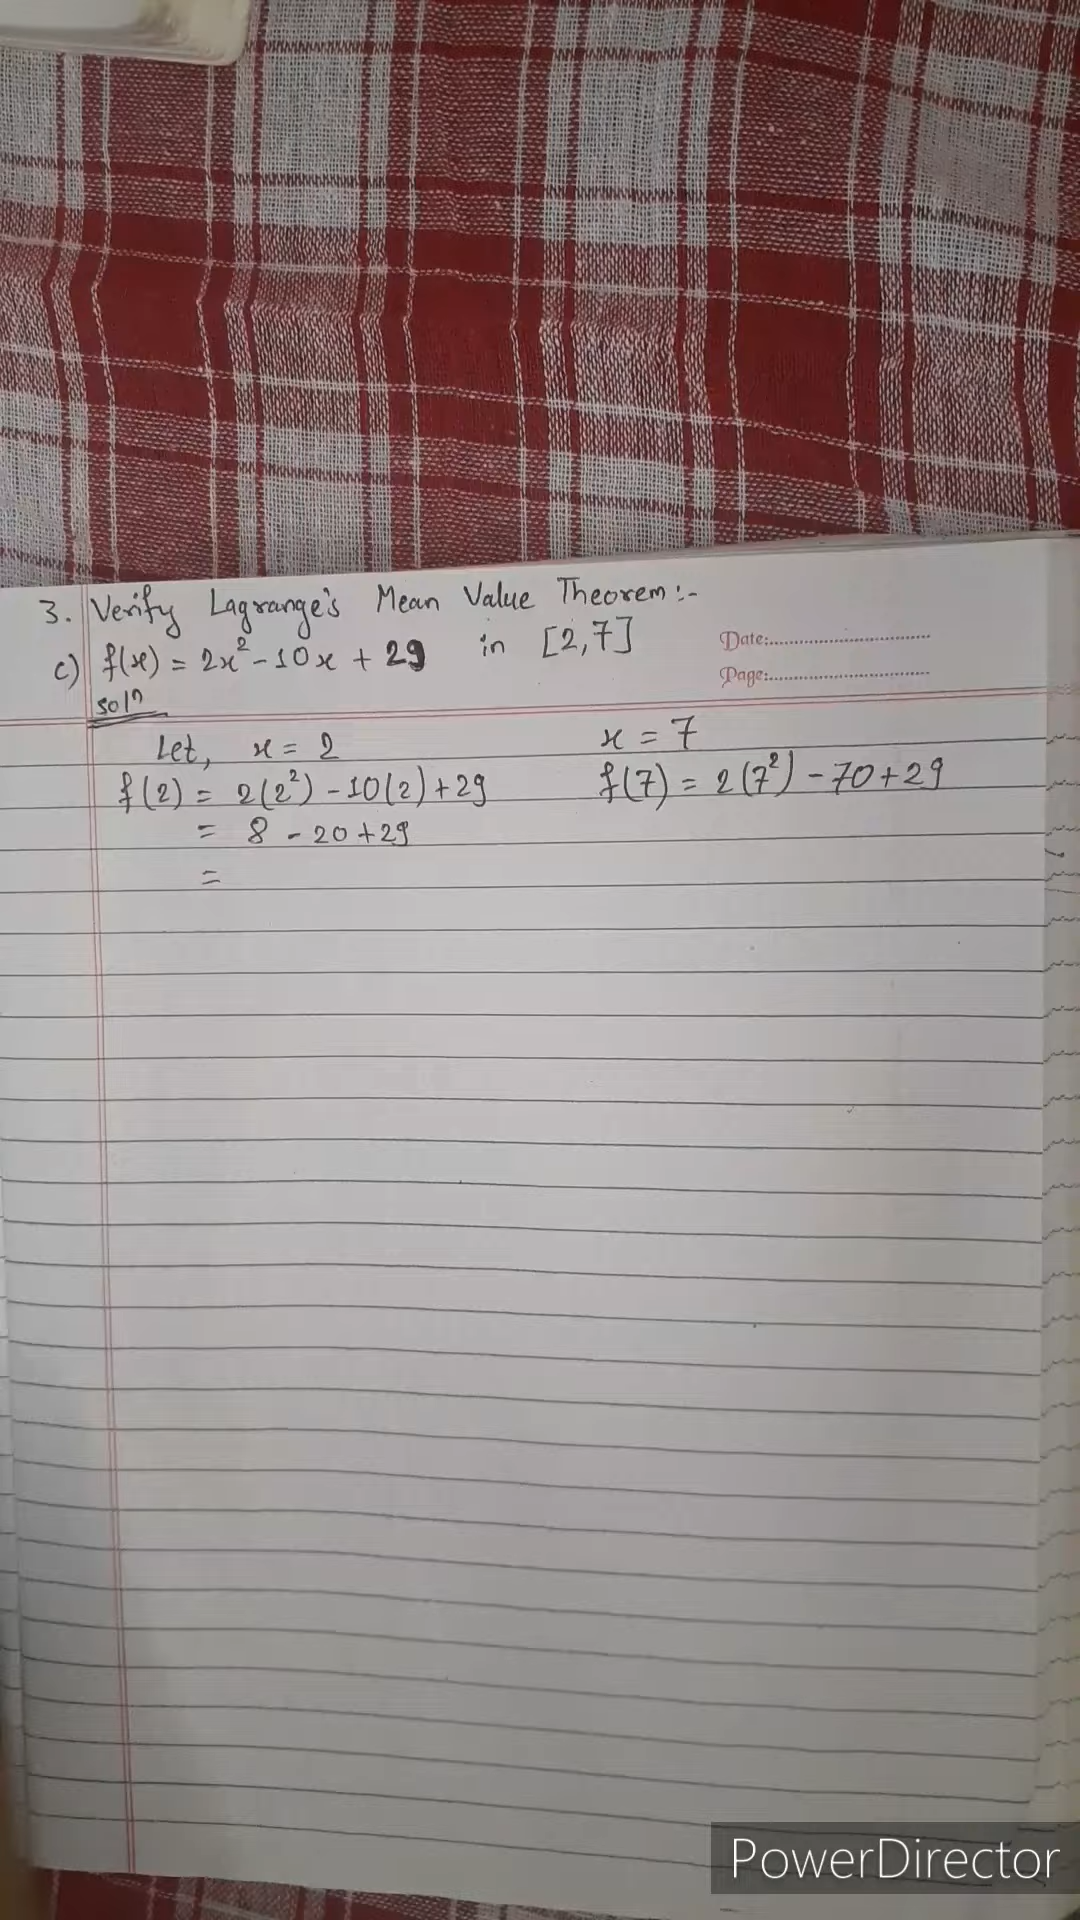 3. Verify Lagrange's Mean Value Theorem :-
c) f(x) = 2x² - 10x + 29 in [2,7]
Date:
Page:
Solⁿ
Let, x = 2 x = 7
f(2) = 2(2²) - 10(2) + 29 f(7) = 2(7²) - 70 + 29
= 8 - 20 + 29
=
PowerDirector